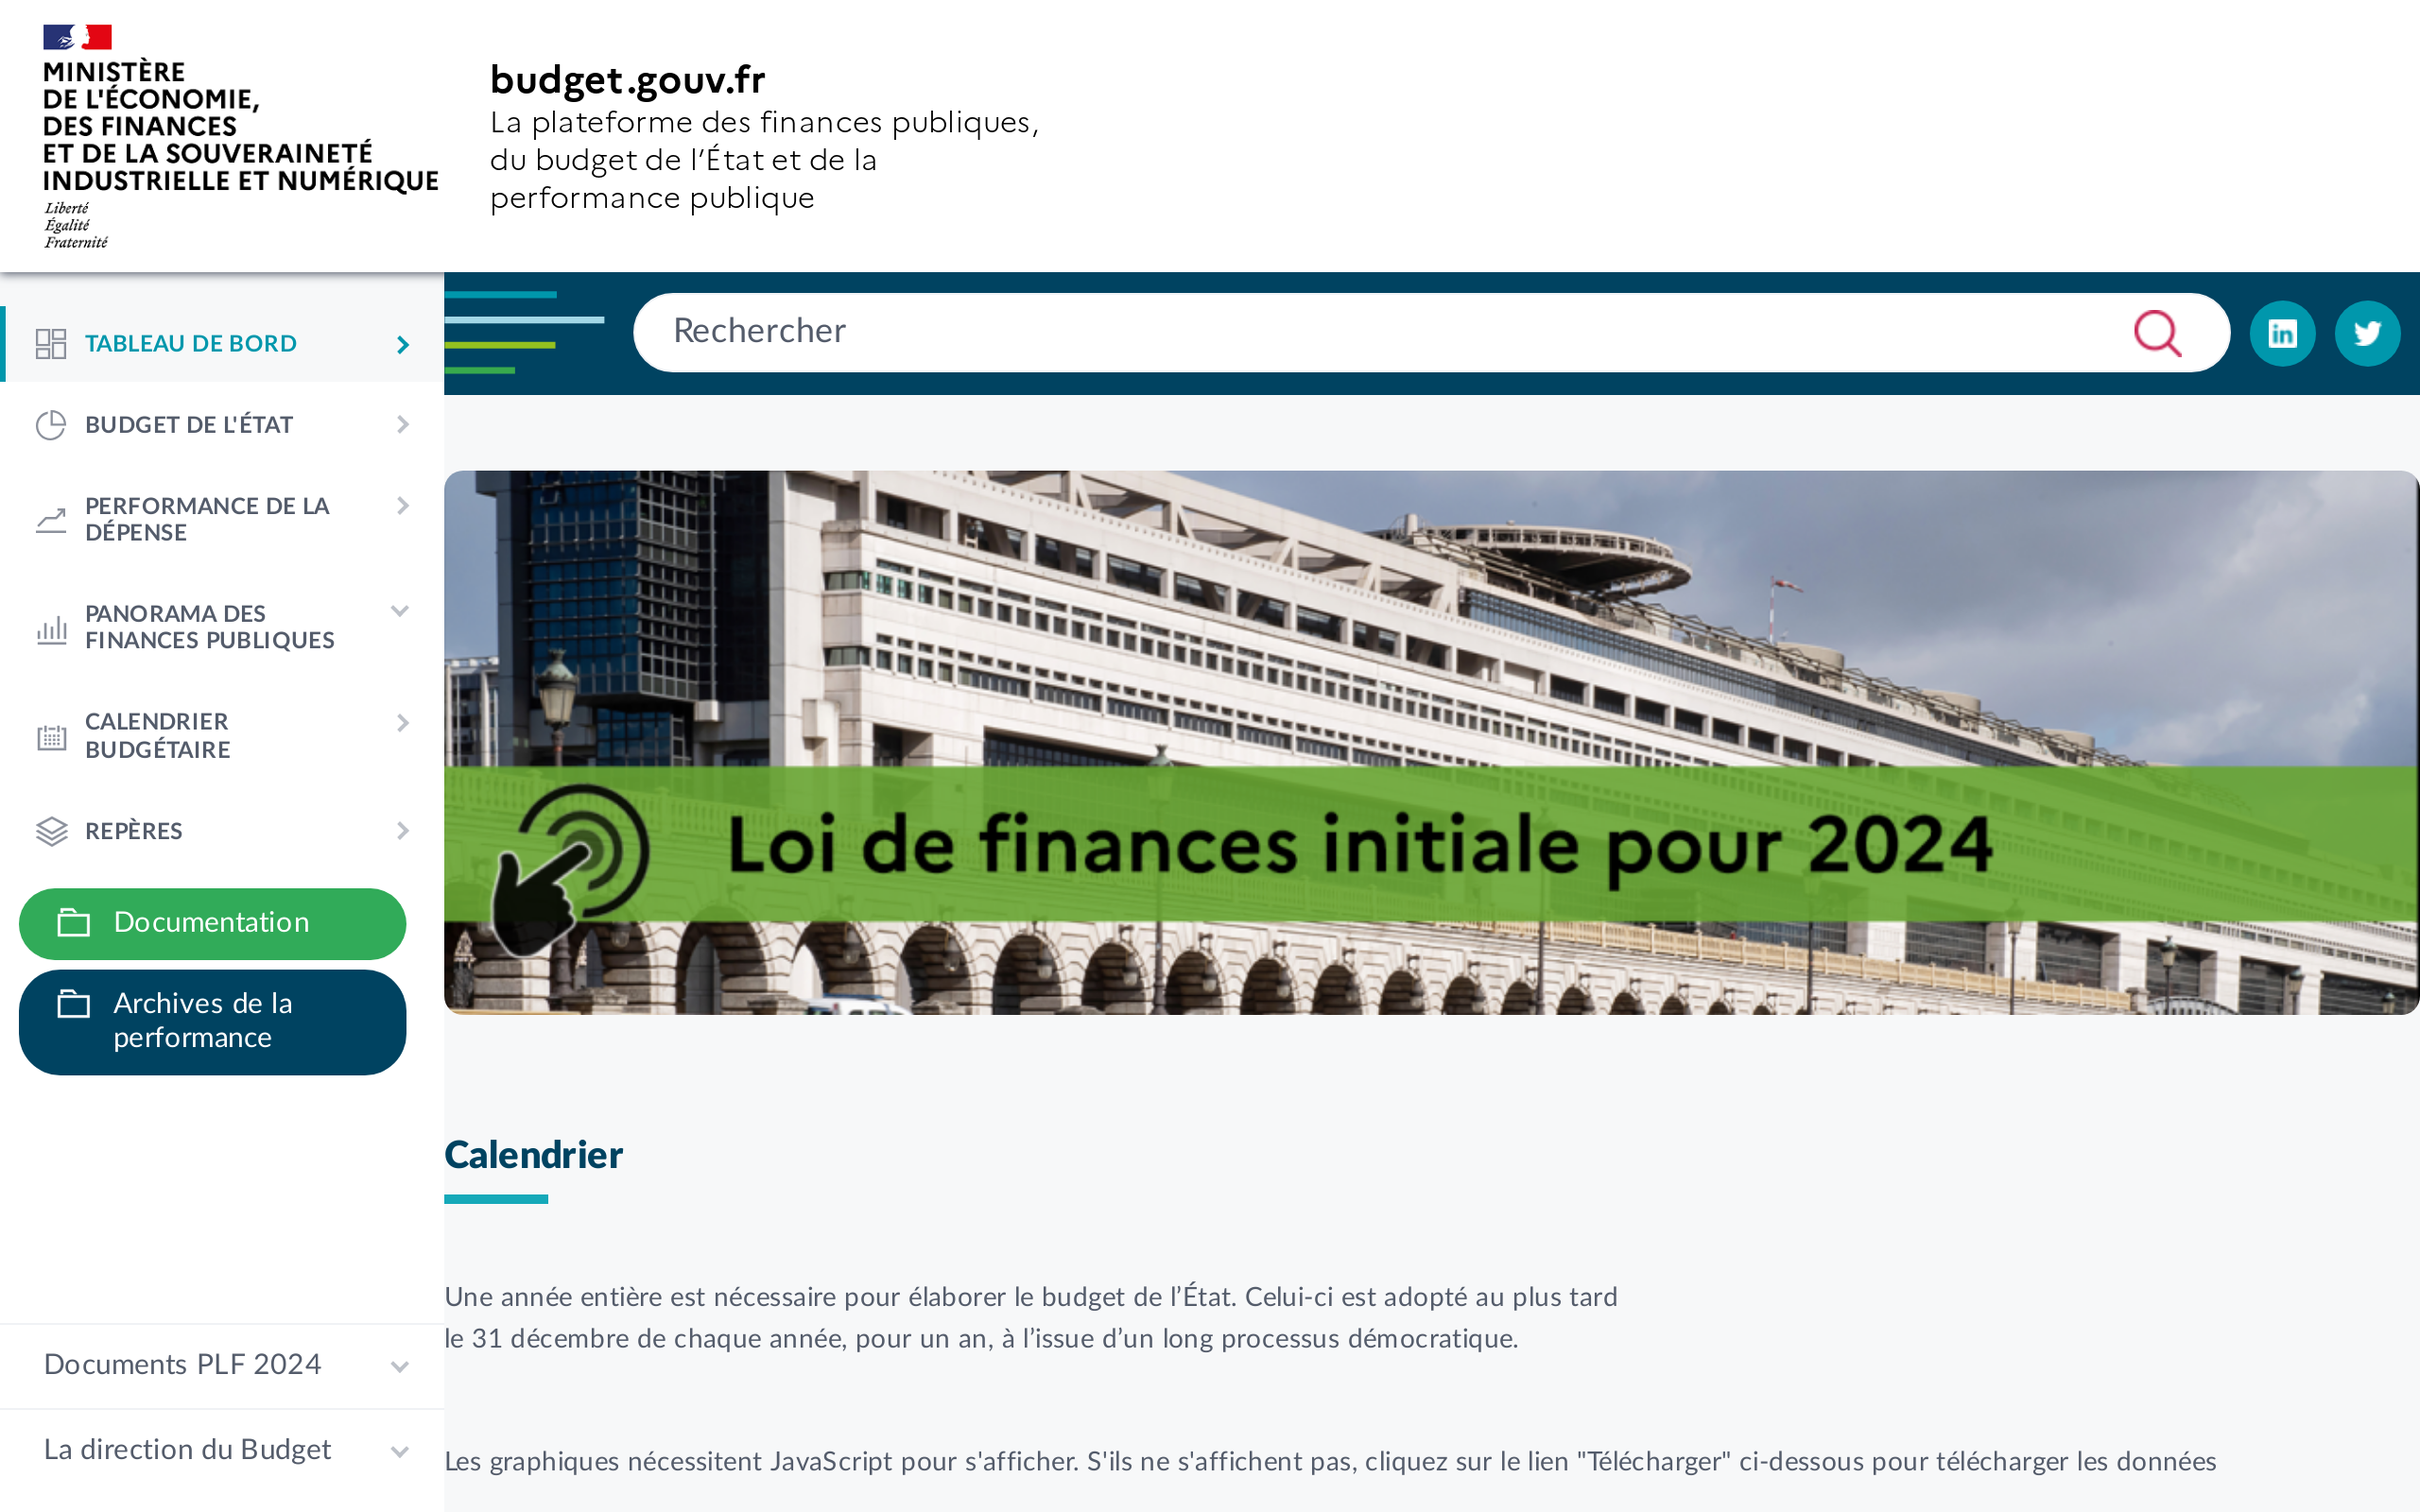 MINISTÈRE
DE L'ÉCONOMIE,
DES FINANCES
ET DE LA SOUVERAINETÉ
INDUSTRIELLE ET NUMÉRIQUE
Liberté
Égalité
Fraternité
budget.gouv.fr
La plateforme des finances publiques,
du budget de l’État et de la
performance publique
TABLEAU DE BORD
BUDGET DE L'ÉTAT
PERFORMANCE DE LA
DÉPENSE
PANORAMA DES
FINANCES PUBLIQUES
CALENDRIER
BUDGÉTAIRE
REPÈRES
Documentation
Archives de la
performance
Documents PLF 2024
La direction du Budget
Rechercher
in
Loi de finances initiale pour 2024
Calendrier
Une année entière est nécessaire pour élaborer le budget de l’État. Celui-ci est adopté au plus tard
le 31 décembre de chaque année, pour un an, à l’issue d’un long processus démocratique.
Les graphiques nécessitent JavaScript pour s'afficher. S'ils ne s'affichent pas, cliquez sur le lien "Télécharger" ci-dessous pour télécharger les données